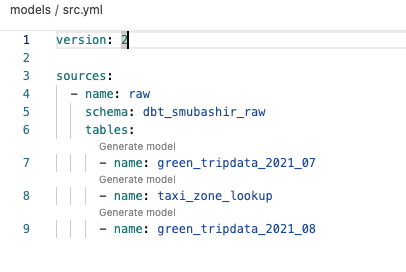 models / src.yml
1 version: 2
2
3 sources:
4 - name: raw
5 schema: dbt_smubashir_raw
6 tables:
Generate model
7 - name: green_tripdata_2021_07
Generate model
8 - name: taxi_zone_lookup
Generate model
9 - name: green_tripdata_2021_08